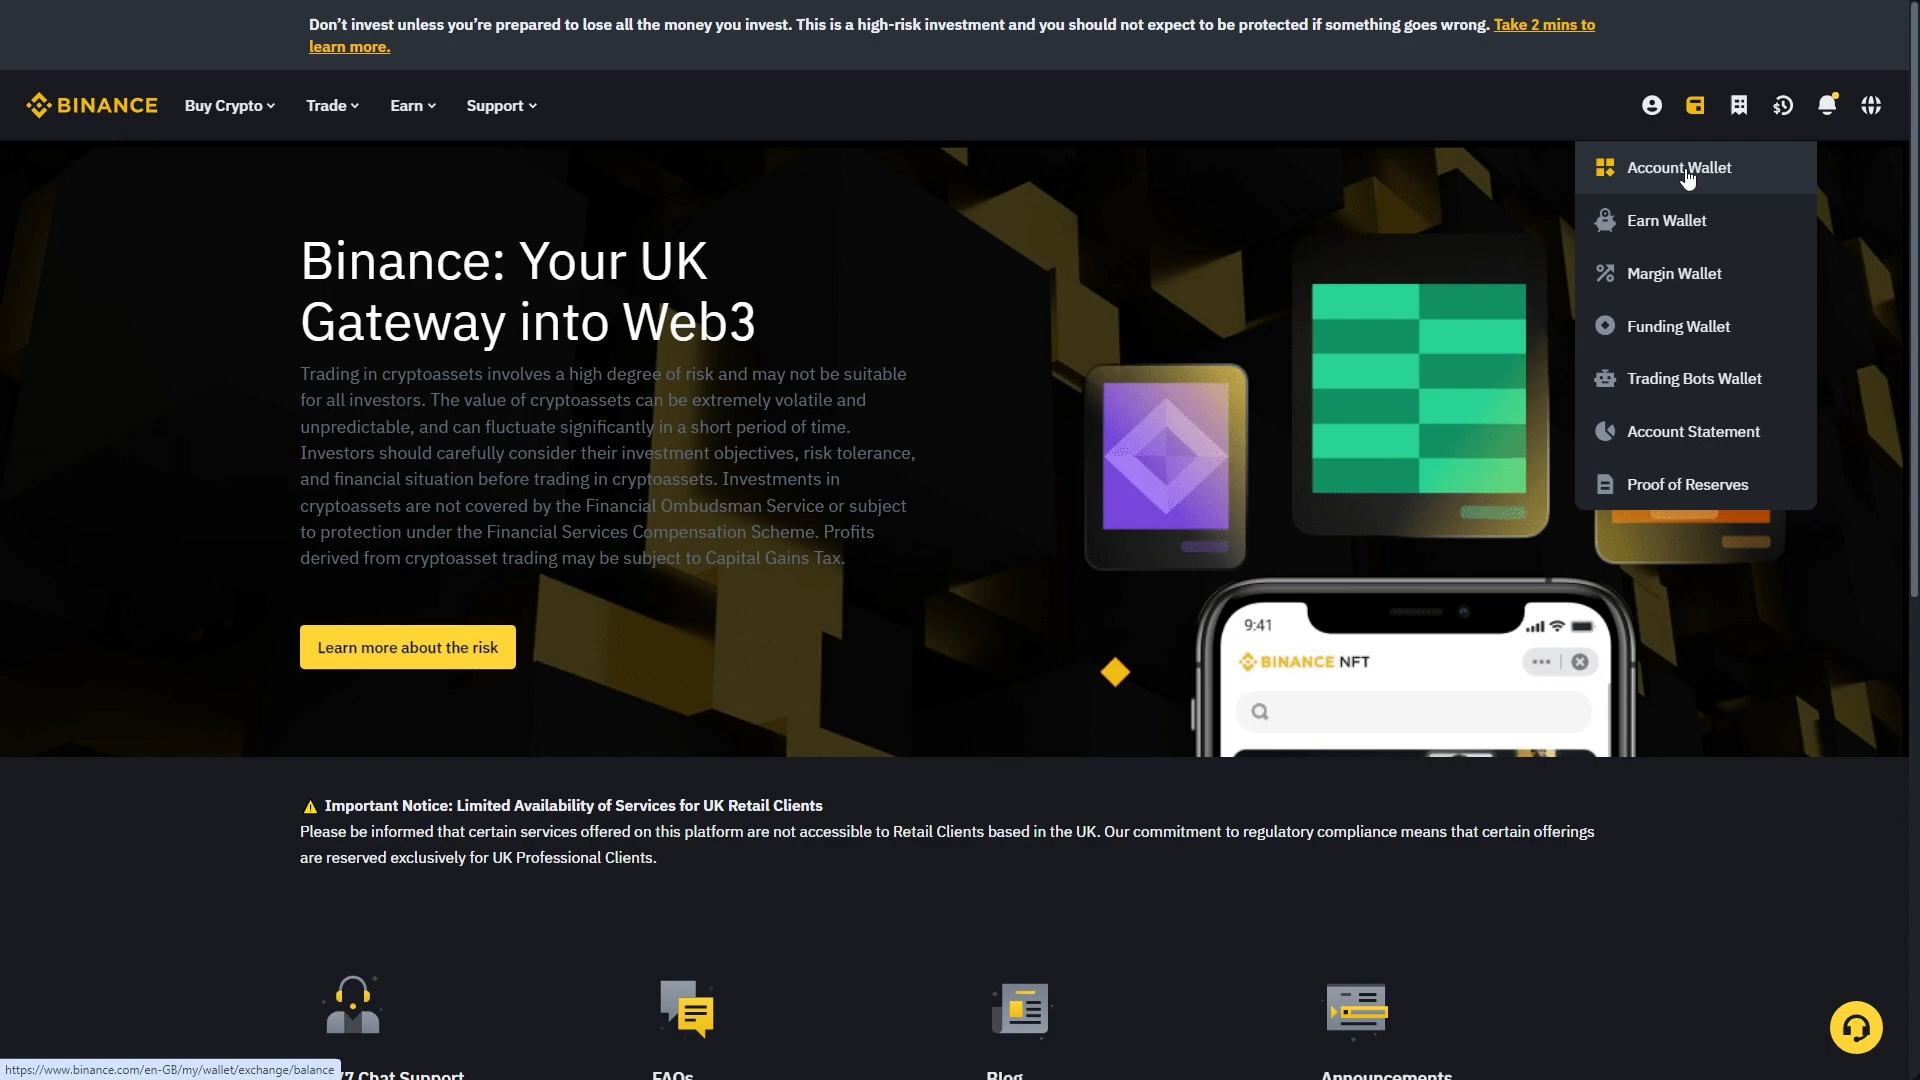 Don’t invest unless you’re prepared to lose all the money you invest. This is a high-risk investment and you should not expect to be protected if something goes wrong. Take 2 mins to
learn more.
BINANCE
Buy Crypto
Trade
Earn
Support
Account Wallet
Earn Wallet
Margin Wallet
Funding Wallet
Trading Bots Wallet
Account Statement
Proof of Reserves
Binance: Your UK
Gateway into Web3
Trading in cryptoassets involves a high degree of risk and may not be suitable
for all investors. The value of cryptoassets can be extremely volatile and
unpredictable, and can fluctuate significantly in a short period of time.
Investors should carefully consider their investment objectives, risk tolerance,
and financial situation before trading in cryptoassets. Investments in
cryptoassets are not covered by the Financial Ombudsman Service or subject
to protection under the Financial Services Compensation Scheme. Profits
derived from cryptoasset trading may be subject to Capital Gains Tax.
Learn more about the risk
9:41
BINANCE NFT
Important Notice: Limited Availability of Services for UK Retail Clients
Please be informed that certain services offered on this platform are not accessible to Retail Clients based in the UK. Our commitment to regulatory compliance means that certain offerings
are reserved exclusively for UK Professional Clients.
/7 Chat Support
FAQs
Blog
Announcements
https://www.binance.com/en-GB/my/wallet/exchange/balance